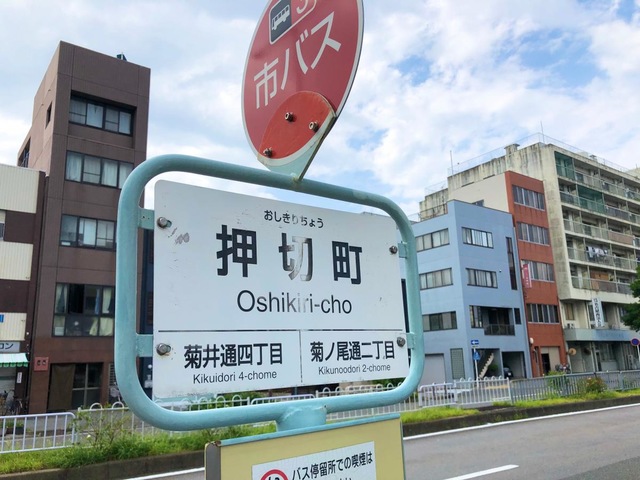 市バス
おしきりちょう
押切町
Oshikiri-cho
菊井通四丁目
Kikuidori 4-chome
菊ノ尾通二丁目
Kikunoodori 2-chome
バス停留所での喫煙は